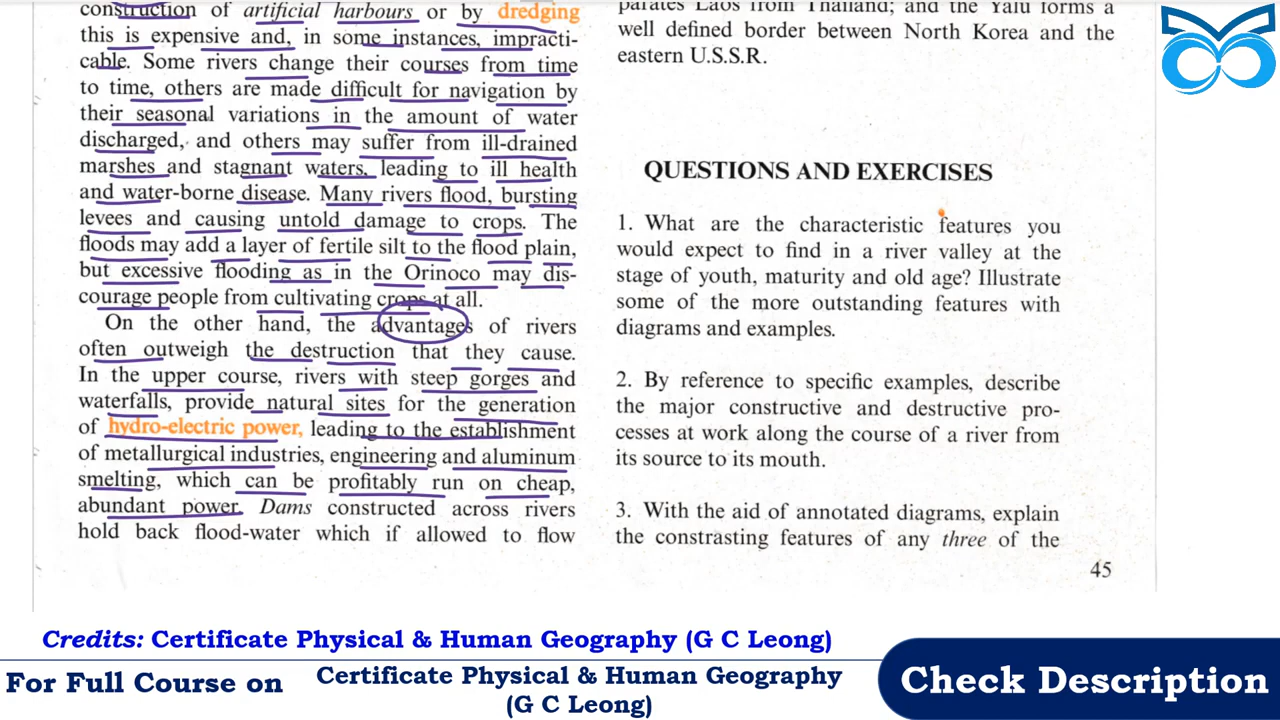 construction of artificial harbours or by dredging
this is expensive and, in some instances, impracti-
cable. Some rivers change their courses from time
to time, others are made difficult for navigation by
their seasonal variations in the amount of water
discharged, and others may suffer from ill-drained
marshes and stagnant waters, leading to ill health
and water-borne disease. Many rivers flood, bursting
levees and causing untold damage to crops. The
floods may add a layer of fertile silt to the flood plain,
but excessive flooding as in the Orinoco may dis-
courage people from cultivating crops at all.
On the other hand, the advantages of rivers
often outweigh the destruction that they cause.
In the upper course, rivers with steep gorges and
waterfalls, provide natural sites for the generation
of hydro-electric power, leading to the establishment
of metallurgical industries, engineering and aluminum
smelting, which can be profitably run on cheap,
abundant power. Dams constructed across rivers
hold back flood-water which if allowed to flow
parates Laos from Thailand; and the Yalu forms a
well defined border between North Korea and the
eastern U.S.S.R.
QUESTIONS AND EXERCISES
1. What are the characteristic features you
would expect to find in a river valley at the
stage of youth, maturity and old age? Illustrate
some of the more outstanding features with
diagrams and examples.
2. By reference to specific examples, describe
the major constructive and destructive pro-
cesses at work along the course of a river from
its source to its mouth.
3. With the aid of annotated diagrams, explain
the constrasting features of any three of the
45
Credits: Certificate Physical & Human Geography (G C Leong)
For Full Course on
Certificate Physical & Human Geography
(G C Leong)
Check Description